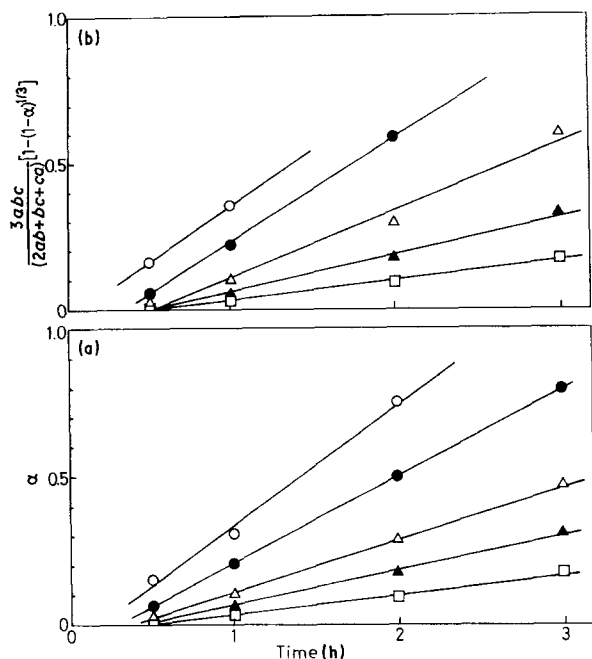 (b)
1.0
0.5
0
3abc
(2ab+bc+ca)
[1-(1-α)^1/3]
(a)
1.0
0.5
0
α
0 1 2 3
Time(h)